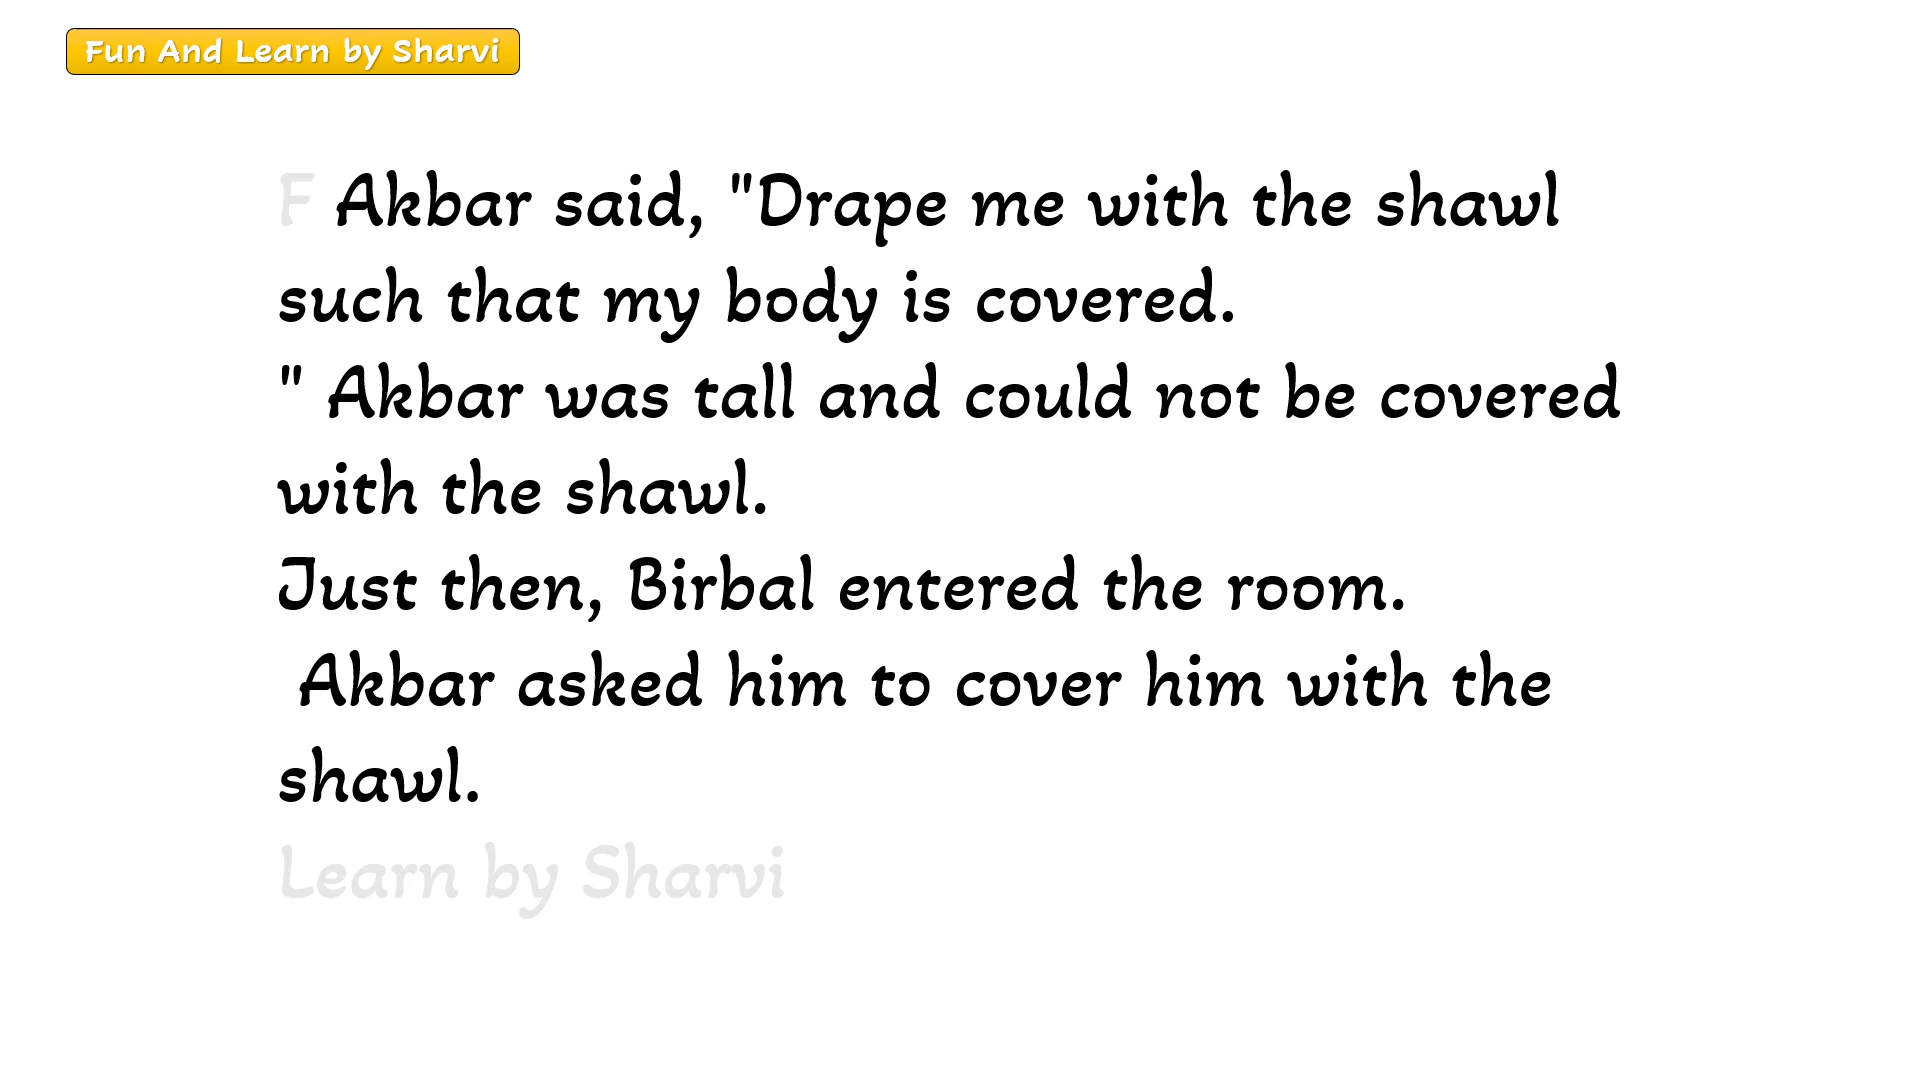 Fun And Learn by Sharvi
F Akbar said, "Drape me with the shawl
such that my body is covered.
" Akbar was tall and could not be covered
with the shawl.
Just then, Birbal entered the room.
Akbar asked him to cover him with the
shawl.
Learn by Sharvi